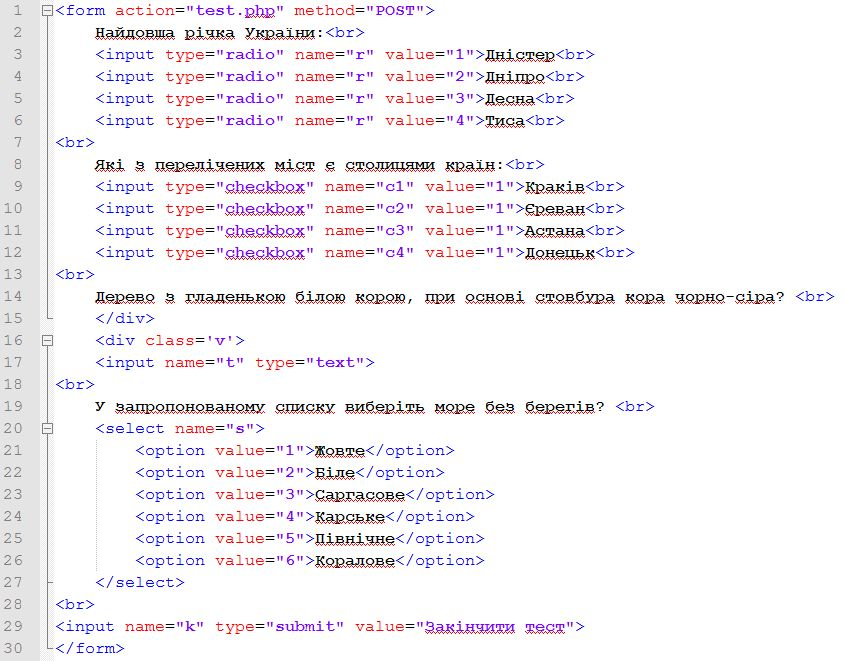 1 <form action="test.php" method="POST">
2 Найдовша річка України:<br>
3 <input type="radio" name="r" value="1">Дністер<br>
4 <input type="radio" name="r" value="2">Дніпро<br>
5 <input type="radio" name="r" value="3">Десна<br>
6 <input type="radio" name="r" value="4">Тиса<br>
7 <br>
8 Які з перелічених міст є столицями країн:<br>
9 <input type="checkbox" name="c1" value="1">Краків<br>
10 <input type="checkbox" name="c2" value="1">Єреван<br>
11 <input type="checkbox" name="c3" value="1">Астана<br>
12 <input type="checkbox" name="c4" value="1">Донецьк<br>
13 <br>
14 Дерево з гладенькою білою корою, при основі стовбура кора чорно-сіра? <br>
15 </div>
16 <div class='v'>
17 <input name="t" type="text">
18 <br>
19 У запропонованому списку виберіть море без берегів? <br>
20 <select name="s">
21 <option value="1">Жовте</option>
22 <option value="2">Біле</option>
23 <option value="3">Саргасове</option>
24 <option value="4">Карське</option>
25 <option value="5">Північне</option>
26 <option value="6">Коралове</option>
27 </select>
28 <br>
29 <input name="k" type="submit" value="Закінчити тест">
30 </form>